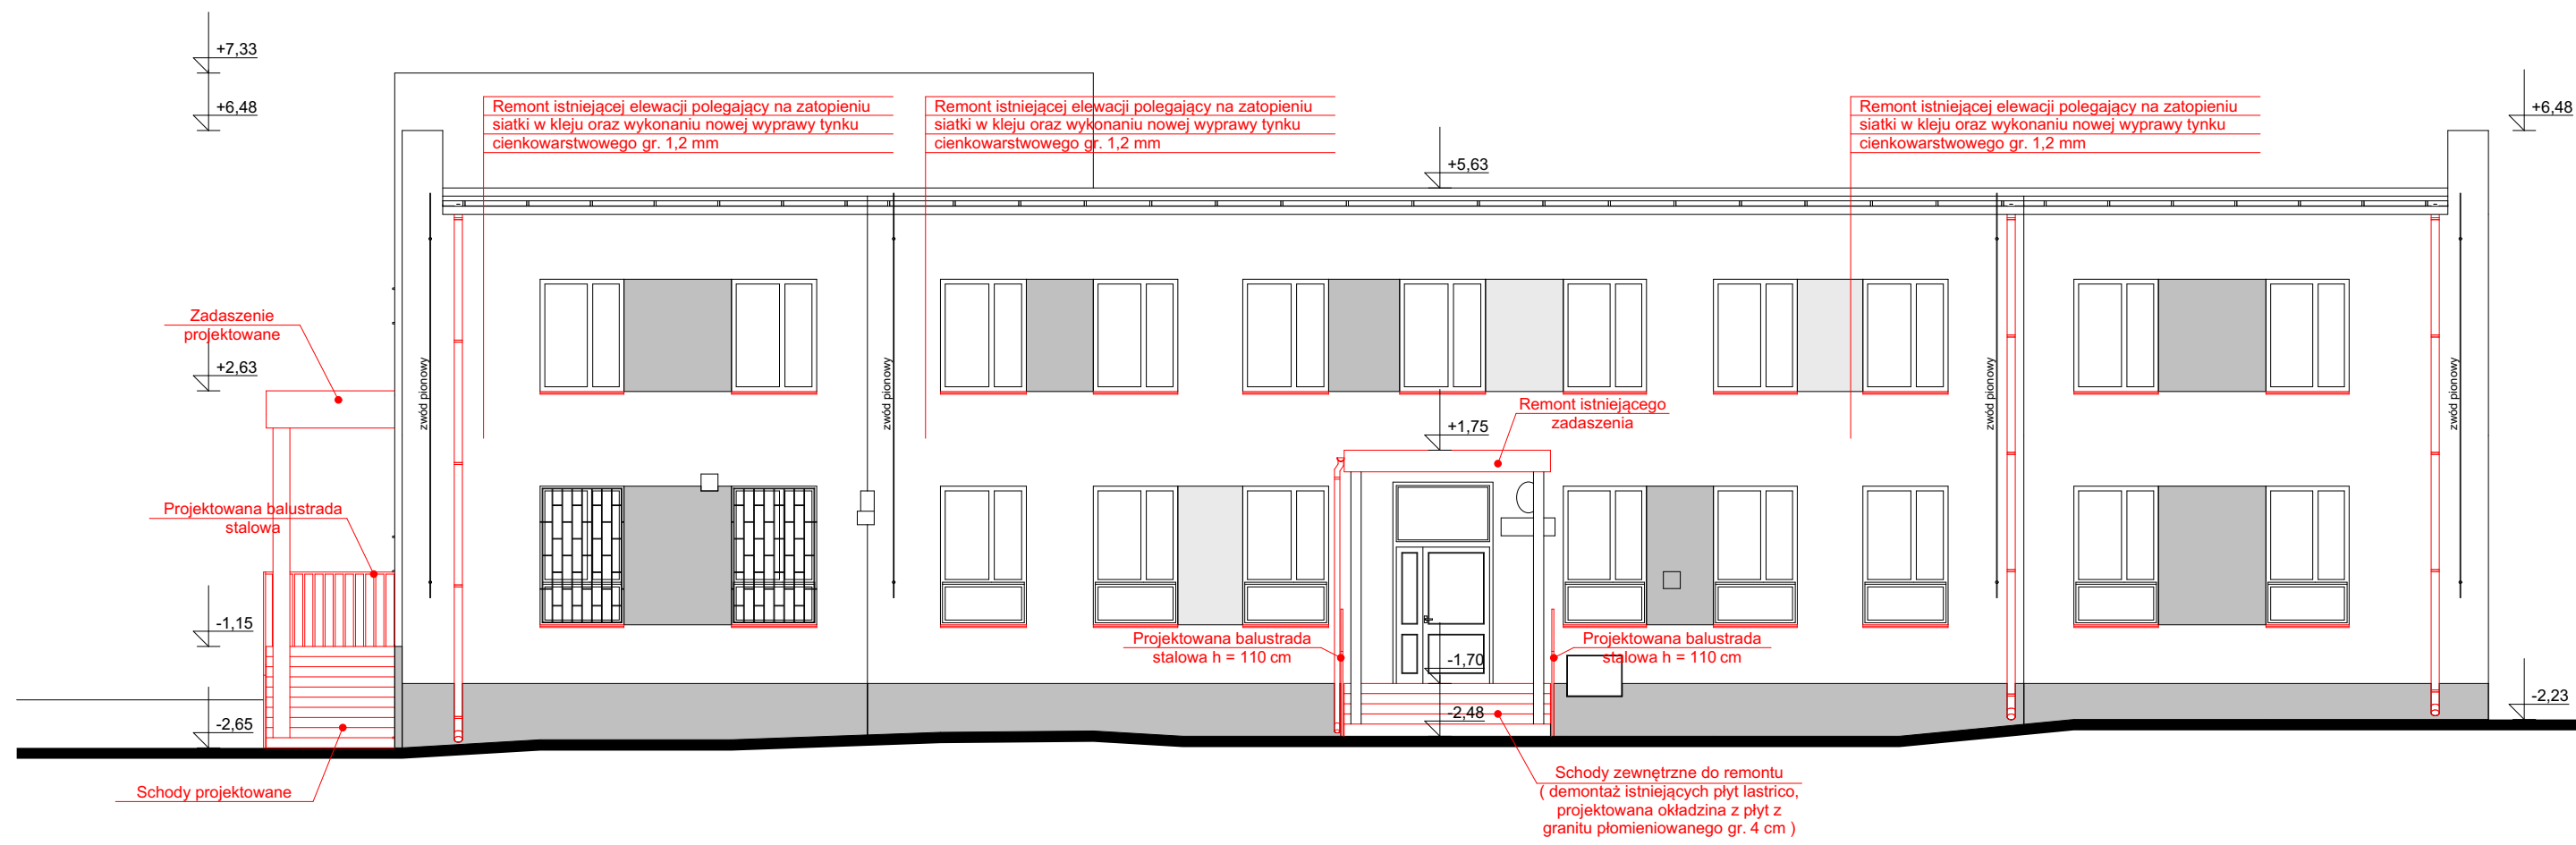 +7,33
+6,48
Remont istniejącej elewacji polegający na zatopieniu
siatki w kleju oraz wykonaniu nowej wyprawy tynku
cienkowarstwowego gr. 1,2 mm
Remont istniejącej elewacji polegający na zatopieniu
siatki w kleju oraz wykonaniu nowej wyprawy tynku
cienkowarstwowego gr. 1,2 mm
Remont istniejącej elewacji polegający na zatopieniu
siatki w kleju oraz wykonaniu nowej wyprawy tynku
cienkowarstwowego gr. 1,2 mm
+6,48
+5,63
Zadaszenie
projektowane
+2,63
zwód pionowy
zwód pionowy
zwód pionowy
zwód pionowy
Remont istniejącego
zadaszenia
+1,75
Projektowana balustrada
stalowa
-1,15
Projektowana balustrada
stalowa h = 110 cm
Projektowana balustrada
stalowa h = 110 cm
-1,70
-2,65
-2,48
-2,23
Schody projektowane
Schody zewnętrzne do remontu
( demontaż istniejących płyt lastrico,
projektowana okładzina z płyt z
granitu płomieniowanego gr. 4 cm )